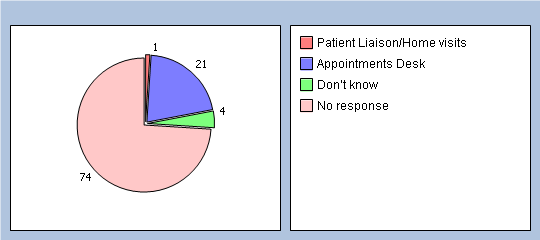 1
21
4
74
Patient Liaison/Home visits
Appointments Desk
Don't know
No response